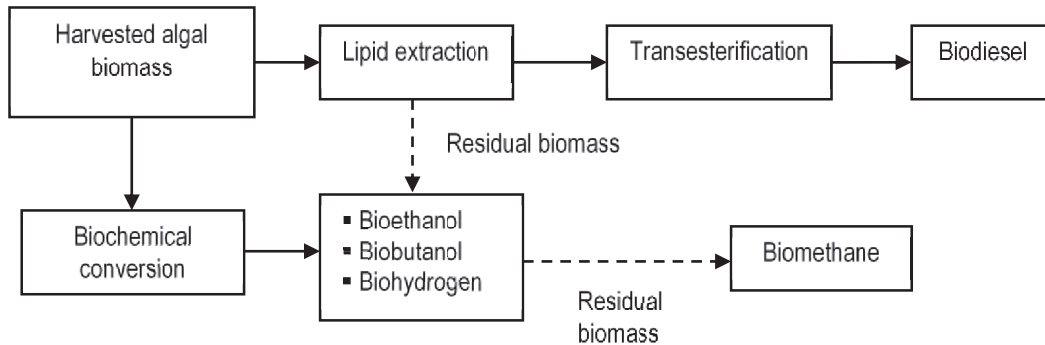 Harvested algal
biomass
Lipid extraction
Transesterification
Biodiesel
Residual biomass
Biochemical
conversion
▪ Bioethanol
▪ Biobutanol
▪ Biohydrogen
Biomethane
Residual
biomass